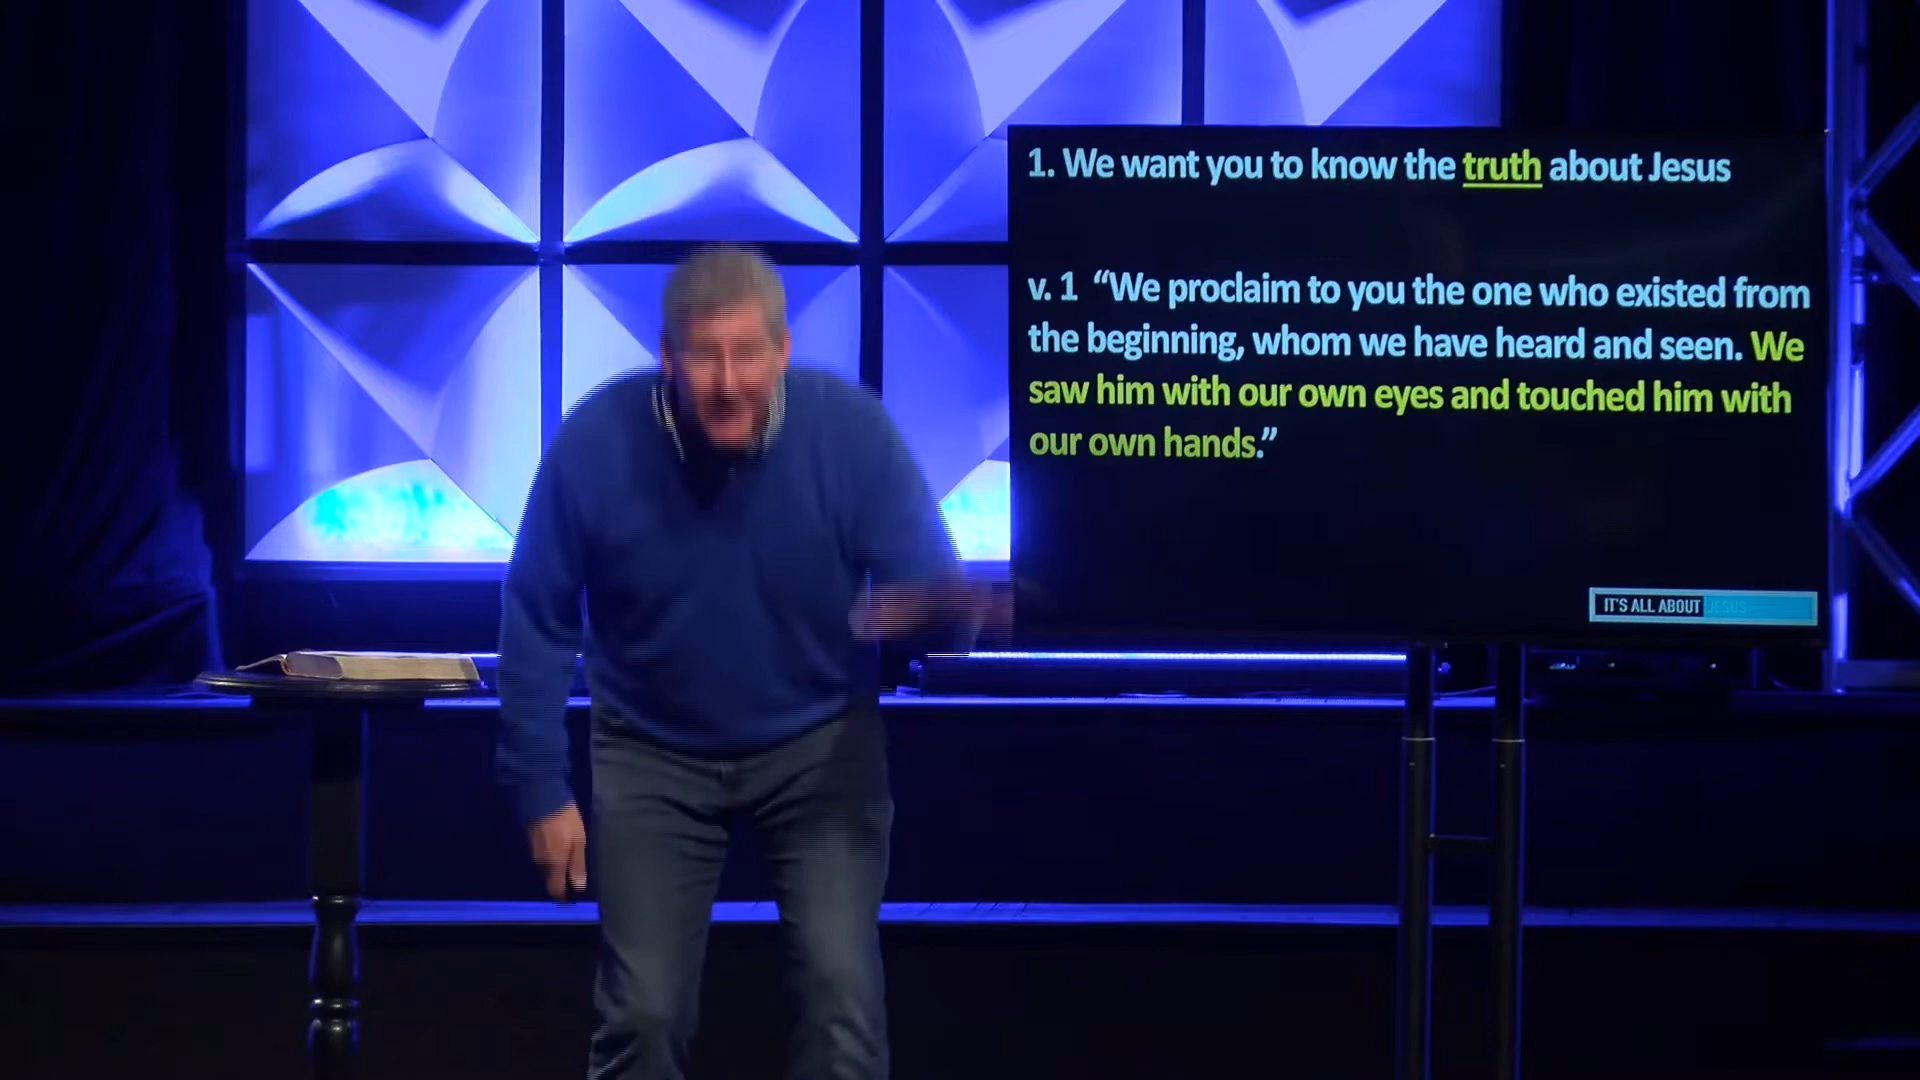 1. We want you to know the truth about Jesus
v. 1 “We proclaim to you the one who existed from
the beginning, whom we have heard and seen. We
saw him with our own eyes and touched him with
our own hands.”
IT'S ALL ABOUT JESUS